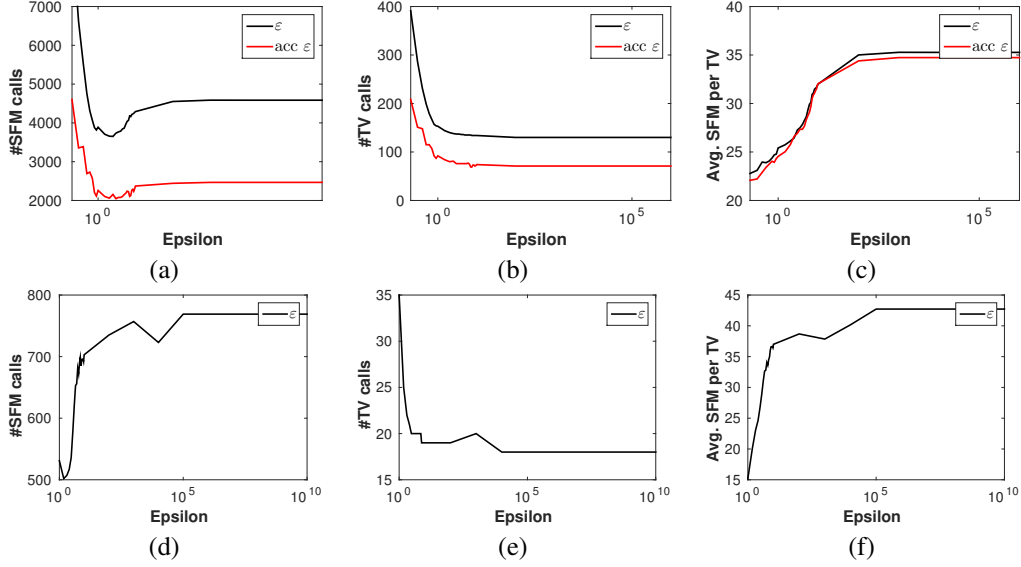 7000
6000
5000
4000
3000
2000
#SFM calls
10^0
Epsilon
ε
acc ε
(a)
400
300
200
100
0
#TV calls
10^0
10^5
Epsilon
ε
acc ε
(b)
40
35
30
25
20
Avg. SFM per TV
10^0
10^5
Epsilon
ε
acc ε
(c)
800
700
600
500
#SFM calls
10^0
10^5
10^10
Epsilon
ε
(d)
35
30
25
20
15
#TV calls
10^0
10^5
10^10
Epsilon
ε
(e)
45
40
35
30
25
20
15
Avg. SFM per TV
10^0
10^5
10^10
Epsilon
ε
(f)